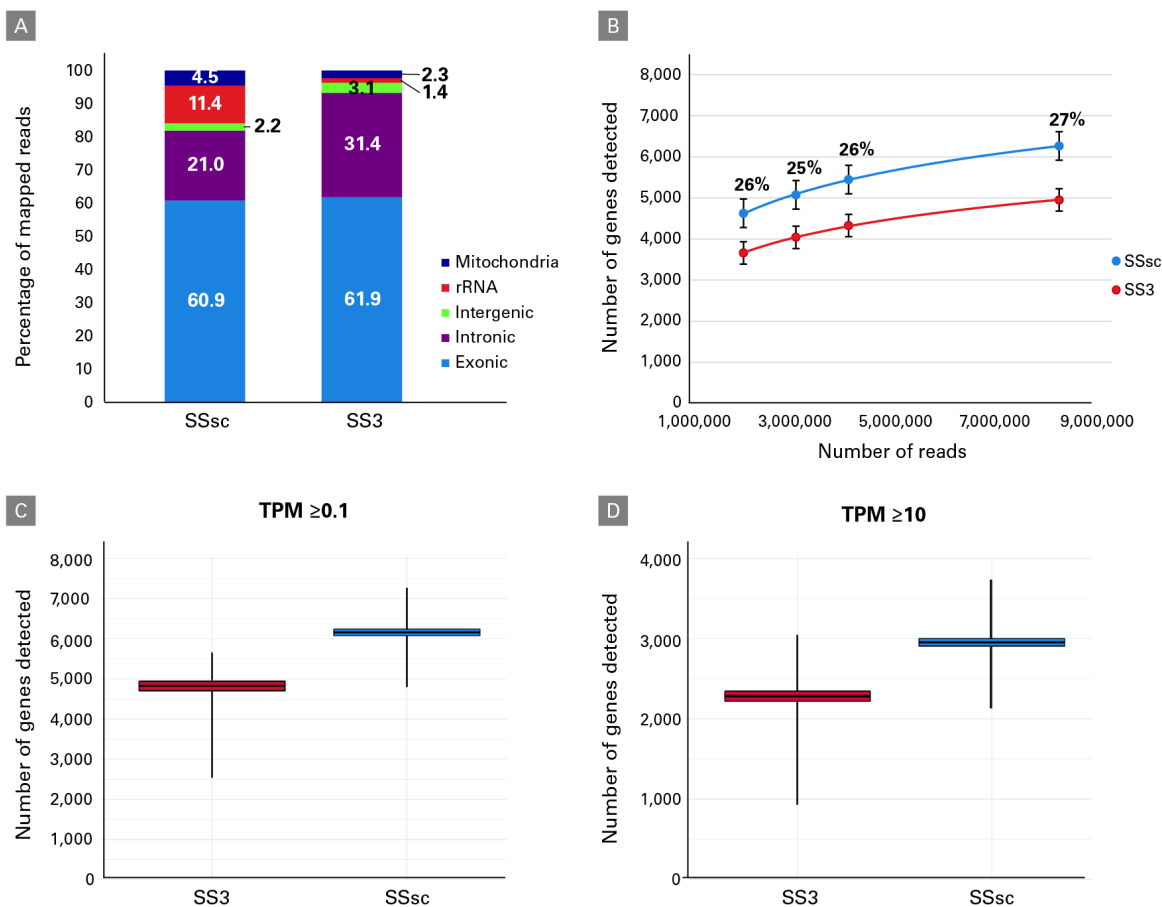 A
Percentage of mapped reads
100
90
80
70
60
50
40
30
20
10
0
4.5
11.4
2.2
21.0
60.9
2.3
1.4
3.1
31.4
61.9
Mitochondria
rRNA
Intergenic
Intronic
Exonic
SSsc
SS3
B
Number of genes detected
8,000
7,000
6,000
5,000
4,000
3,000
2,000
1,000
0
26%
25%
26%
27%
SSsc
SS3
1,000,000
3,000,000
5,000,000
7,000,000
9,000,000
Number of reads
C
TPM ≥0.1
Number of genes detected
8,000
7,000
6,000
5,000
4,000
3,000
2,000
1,000
0
SS3
SSsc
D
TPM ≥10
Number of genes detected
4,000
3,000
2,000
1,000
0
SS3
SSsc